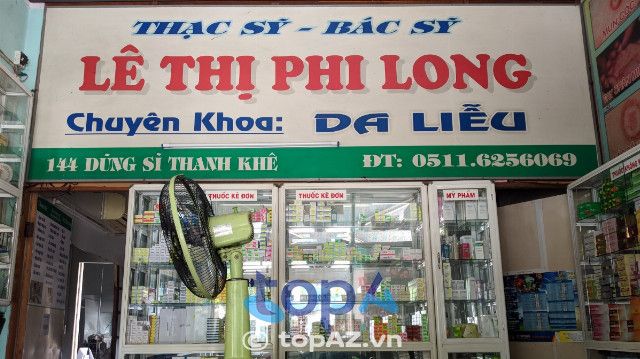 THẠC SỸ - BÁC SỸ
LÊ THỊ PHI LONG
Chuyên Khoa: DA LIỄU
144 DŨNG SĨ THANH KHÊ ĐT: 0511.6256069
THUỐC KÊ ĐƠN
THUỐC KÊ ĐƠN
MỸ PHẨM
topAZ
© topAZ.vn